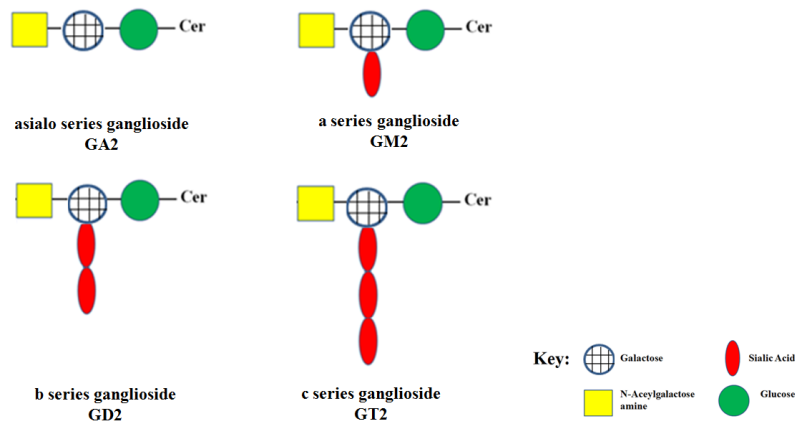 Cer
Cer
asialo series ganglioside
GA2
a series ganglioside
GM2
Cer
Cer
b series ganglioside
GD2
c series ganglioside
GT2
Key:
Galactose
Sialic Acid
N-Aceylgalactose
amine
Glucose